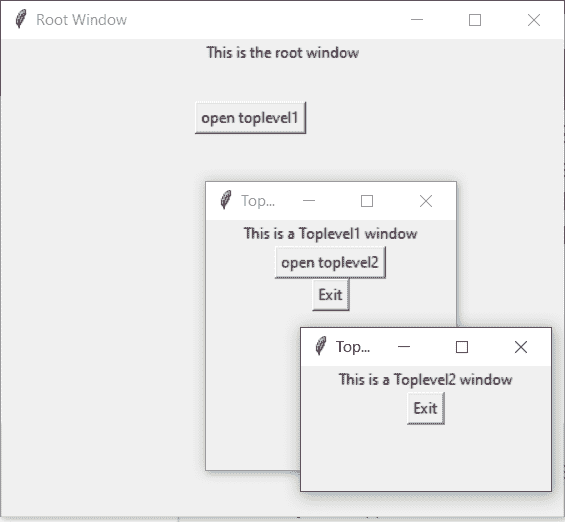 Root Window
This is the root window
open toplevel1
Top...
This is a Toplevel1 window
open toplevel2
Exit
Top...
This is a Toplevel2 window
Exit